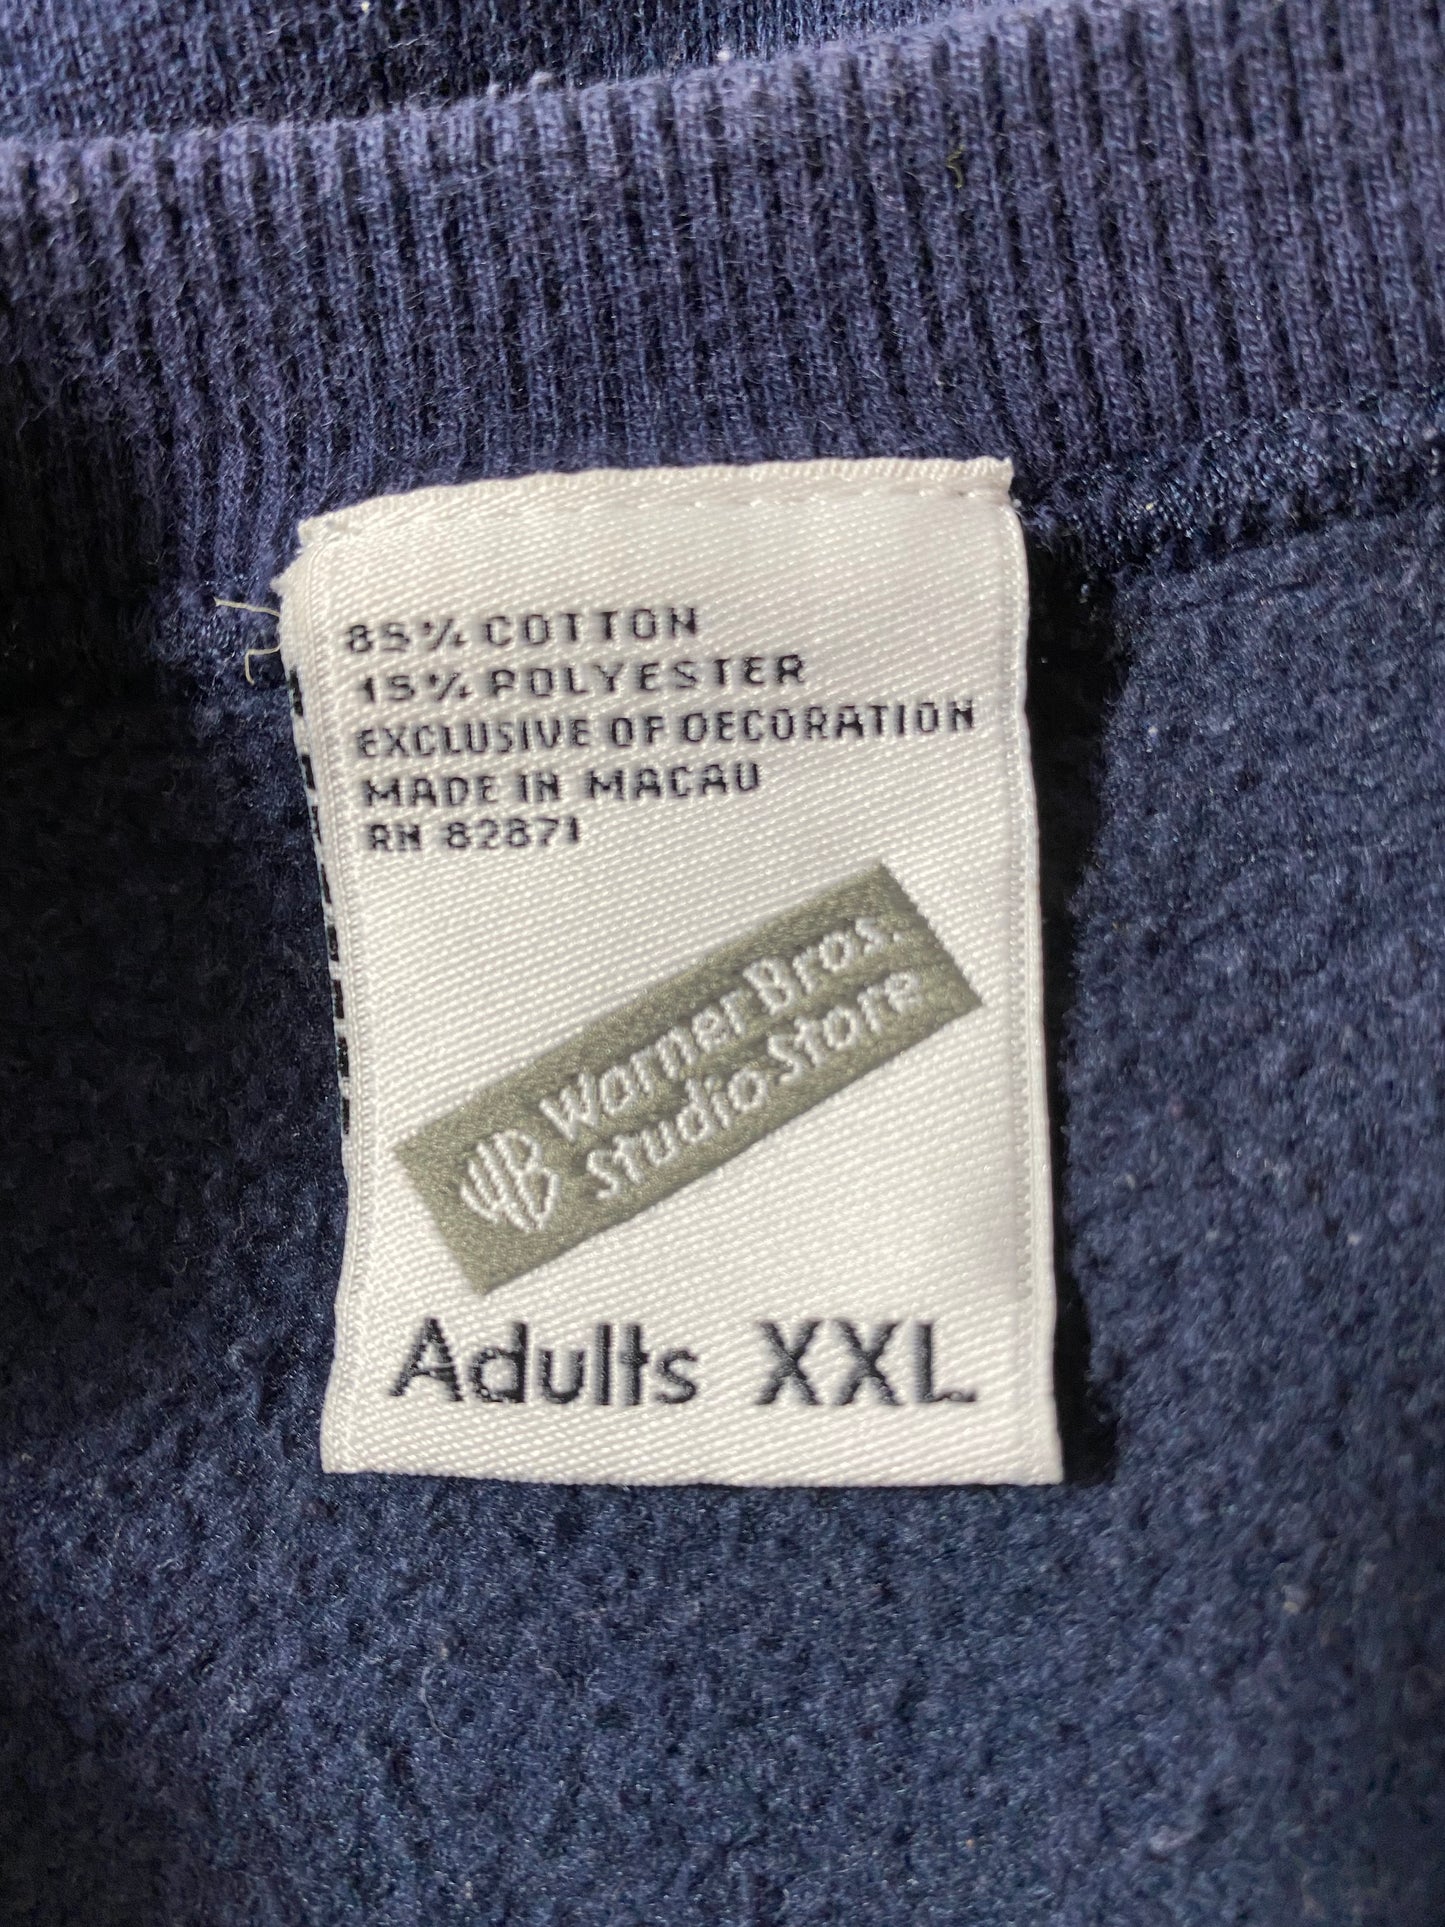 85% COTTON
15% POLYESTER
EXCLUSIVE OF DECORATION
MADE IN MACAU
RN 82871
WB Warner Bros.
Studio Store
Adults XXL